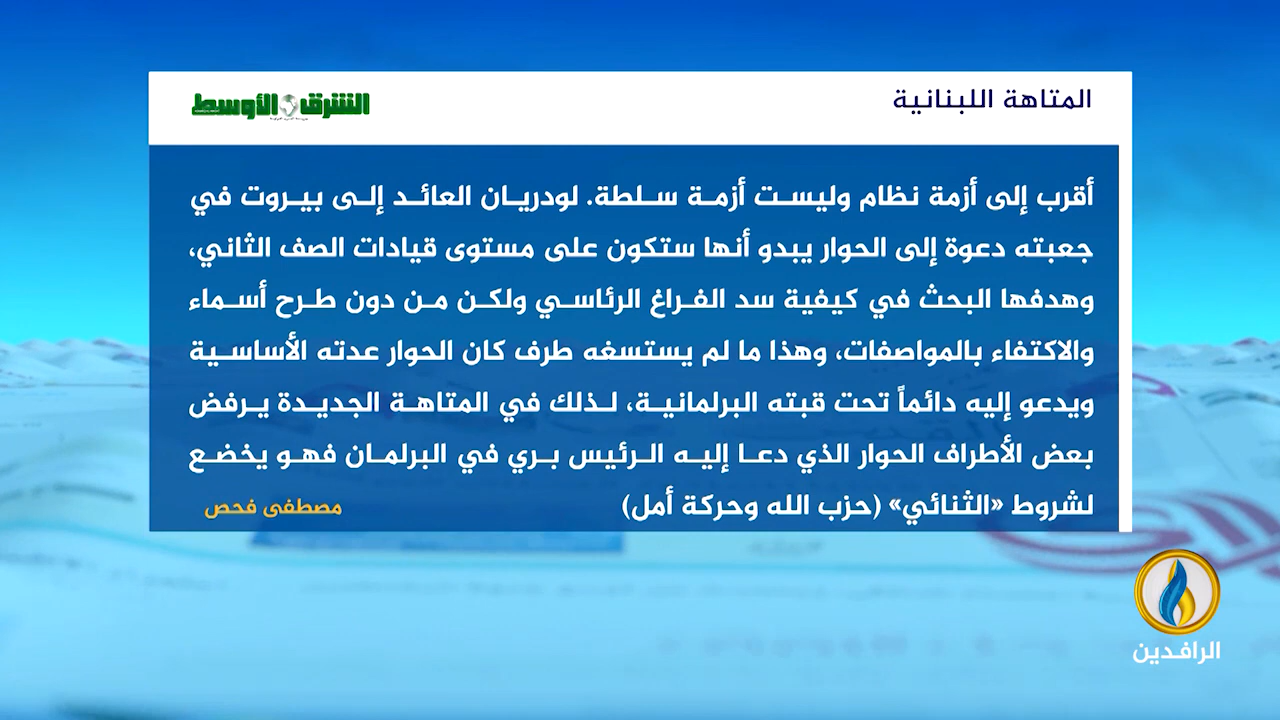 المتاهة اللبنانية
الشرق الأوسط
أقرب إلى أزمة نظام وليست أزمة سلطة. لودريان العائد إلى بيروت في
جعبته دعوة إلى الحوار يبدو أنها ستكون على مستوى قيادات الصف الثاني،
وهدفها البحث في كيفية سد الفراغ الرئاسي ولكن من دون طرح أسماء
والاكتفاء بالمواصفات، وهذا ما لم يستسغه طرف كان الحوار عدته الأساسية
ويدعو إليه دائماً تحت قبته البرلمانية، لذلك في المتاهة الجديدة يرفض
بعض الأطراف الحوار الذي دعا إليه الرئيس بري في البرلمان فهو يخضع
لشروط «الثنائي» (حزب الله وحركة أمل)
مصطفى فحص
الرافدين